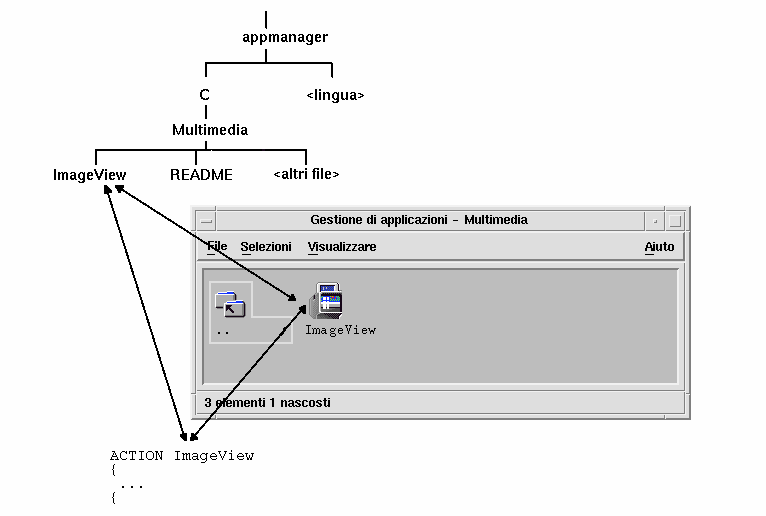 appmanager
C <lingua>
Multimedia
ImageView README <altri file>
Gestione di applicazioni - Multimedia
File Selezioni Visualizzare Aiuto
..
ImageView
3 elementi 1 nascosti
ACTION ImageView
{
...
{